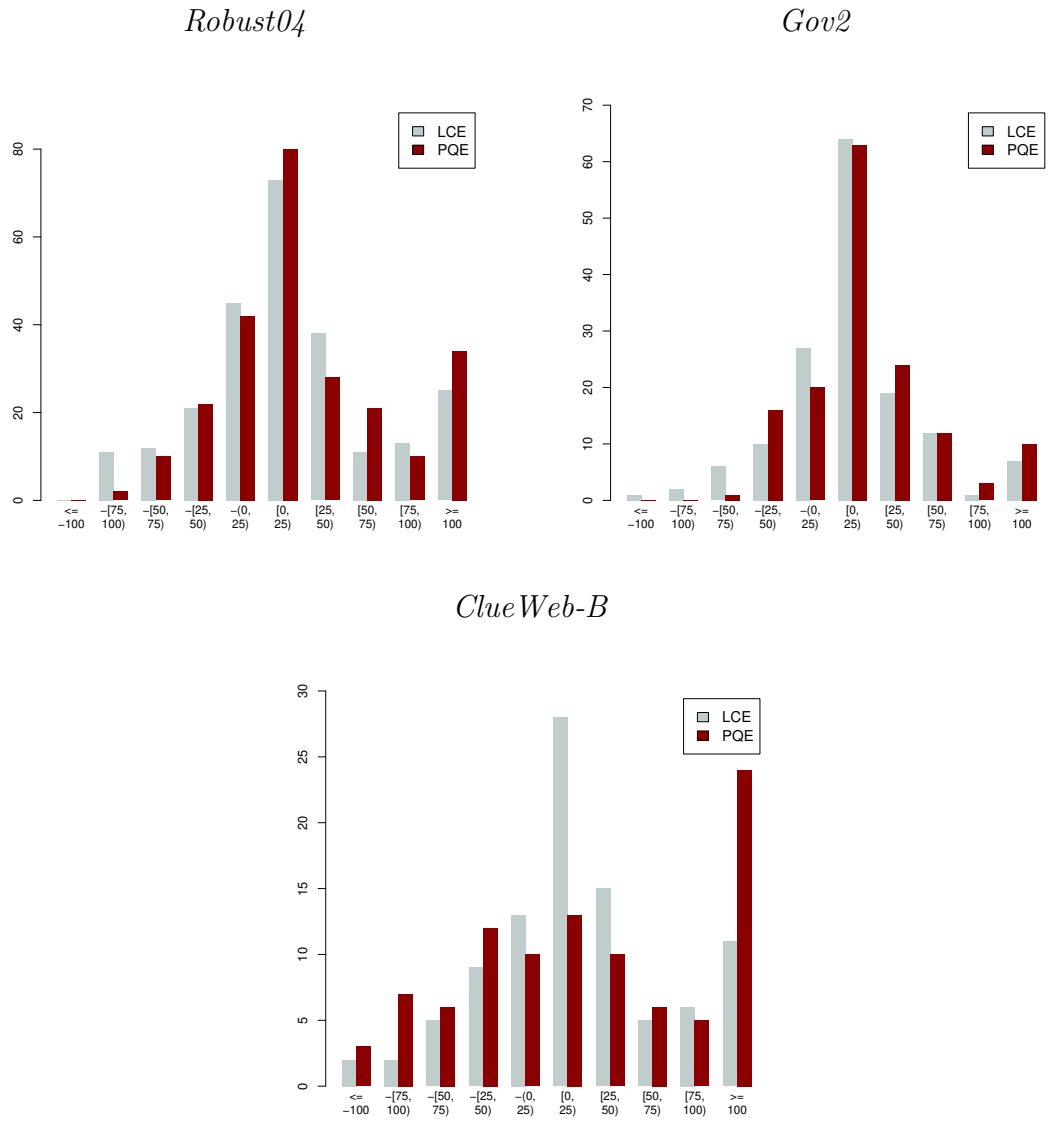 Robust04
LCE
PQE
80
60
40
20
0
<= -[75, -[50, -[25, -(0, [0, [25, [50, [75, >=
-100 100) 75) 50) 25) 25) 50) 75) 100) 100
Gov2
LCE
PQE
70
60
50
40
30
20
10
0
<= -[75, -[50, -[25, -(0, [0, [25, [50, [75, >=
-100 100) 75) 50) 25) 25) 50) 75) 100) 100
ClueWeb-B
LCE
PQE
30
25
20
15
10
5
0
<= -[75, -[50, -[25, -(0, [0, [25, [50, [75, >=
-100 100) 75) 50) 25) 25) 50) 75) 100) 100